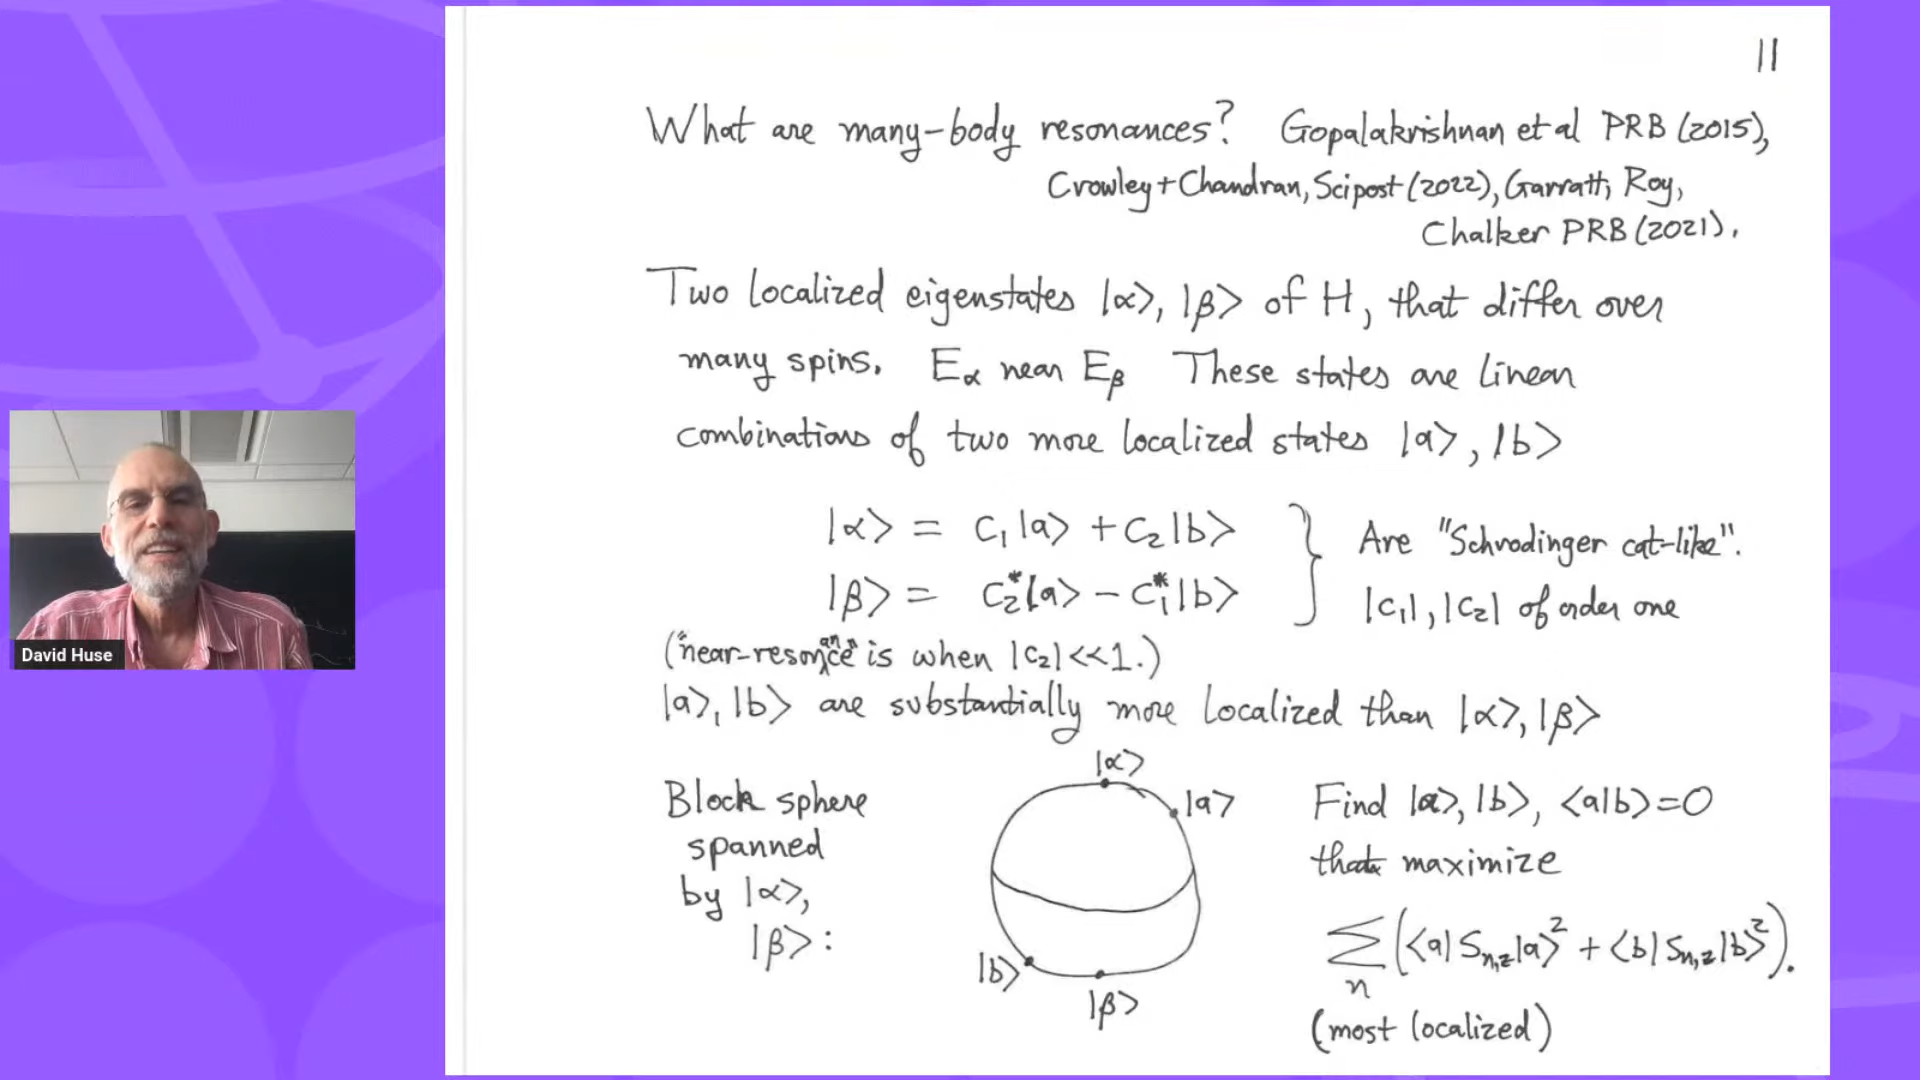 11
What are many-body resonances? Gopalakrishnan et al PRB (2015),
Crowley + Chandran, Scipost (2022), Garratt, Roy,
Chalker PRB (2021).
Two localized eigenstates |α>, |β> of H, that differ over
many spins. Eα near Eβ These states are linear
combinations of two more localized states |a>, |b>
|α> = c₁|a> + c₂|b>
|β> = c₂*|a> - c₁*|b>
Are "Schrodinger cat-like".
|c₁|, |c₂| of order one
("near-resonance" is when |c₂| << 1.)
|a>, |b> are substantially more localized than |α>, |β>
Block sphere
spanned
by |α>,
|β>:
|α>
|a>
|b>
|β>
Find |a>, |b>, <a|b> = 0
that maximize
∑ₙ (<a|Sₙ,z|a>² + <b|Sₙ,z|b>²).
(most localized)
David Huse